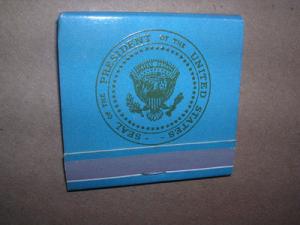 SEAL OF THE PRESIDENT OF THE UNITED STATES